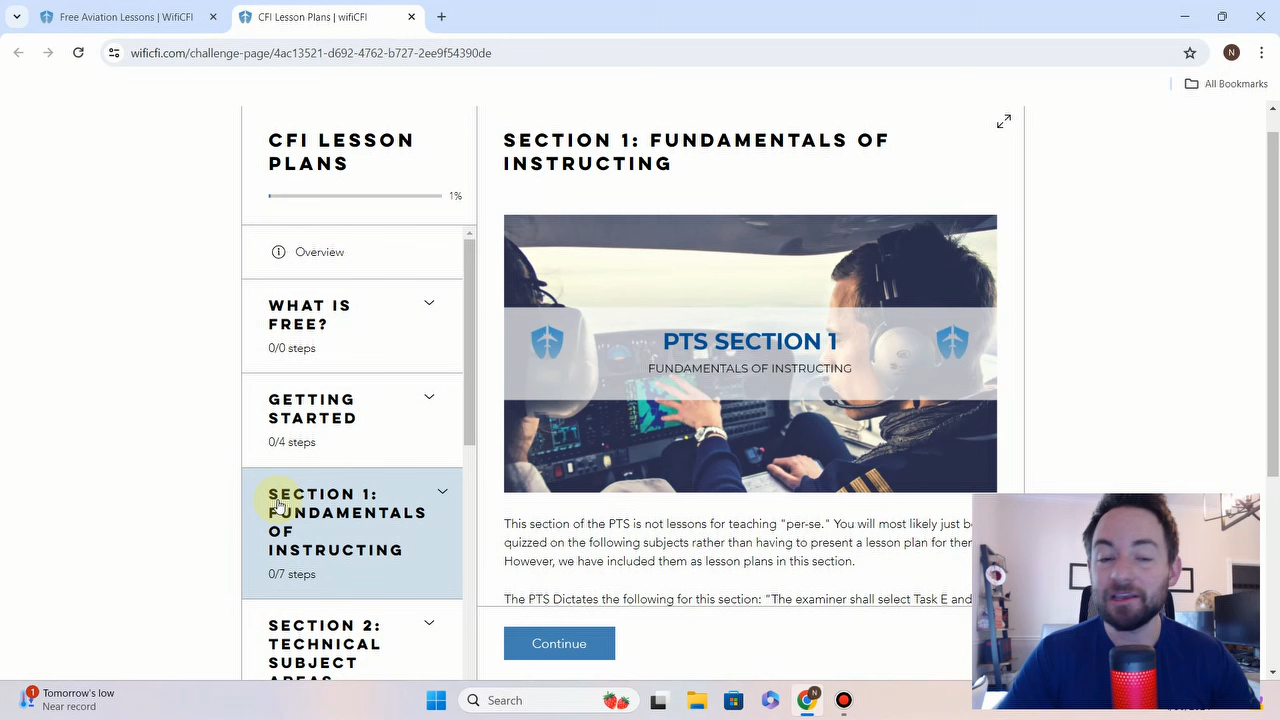 Free Aviation Lessons | WifiCFI
CFI Lesson Plans | wifiCFI
wificfi.com/challenge-page/4ac13521-d692-4762-b727-2ee9f54390de
N
All Bookmarks
CFI LESSON
PLANS
1%
Overview
WHAT IS
FREE?
0/0 steps
GETTING
STARTED
0/4 steps
SECTION 1:
FUNDAMENTALS
OF
INSTRUCTING
0/7 steps
SECTION 2:
TECHNICAL
SUBJECT
AREAS
SECTION 1: FUNDAMENTALS OF
INSTRUCTING
PTS SECTION 1
FUNDAMENTALS OF INSTRUCTING
This section of the PTS is not lessons for teaching "per-se." You will most likely just
quizzed on the following subjects rather than having to present a lesson plan for
However, we have included them as lesson plans in this section.
The PTS Dictates the following for this section: "The examiner shall select Task E and
Continue
1
Tomorrow's low
Near record
Search
N